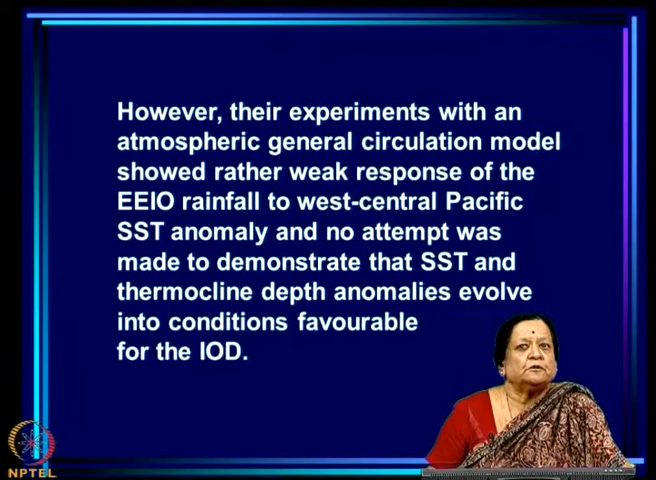 However, their experiments with an
atmospheric general circulation model
showed rather weak response of the
EEIO rainfall to west-central Pacific
SST anomaly and no attempt was
made to demonstrate that SST and
thermocline depth anomalies evolve
into conditions favourable
for the IOD.
NPTEL